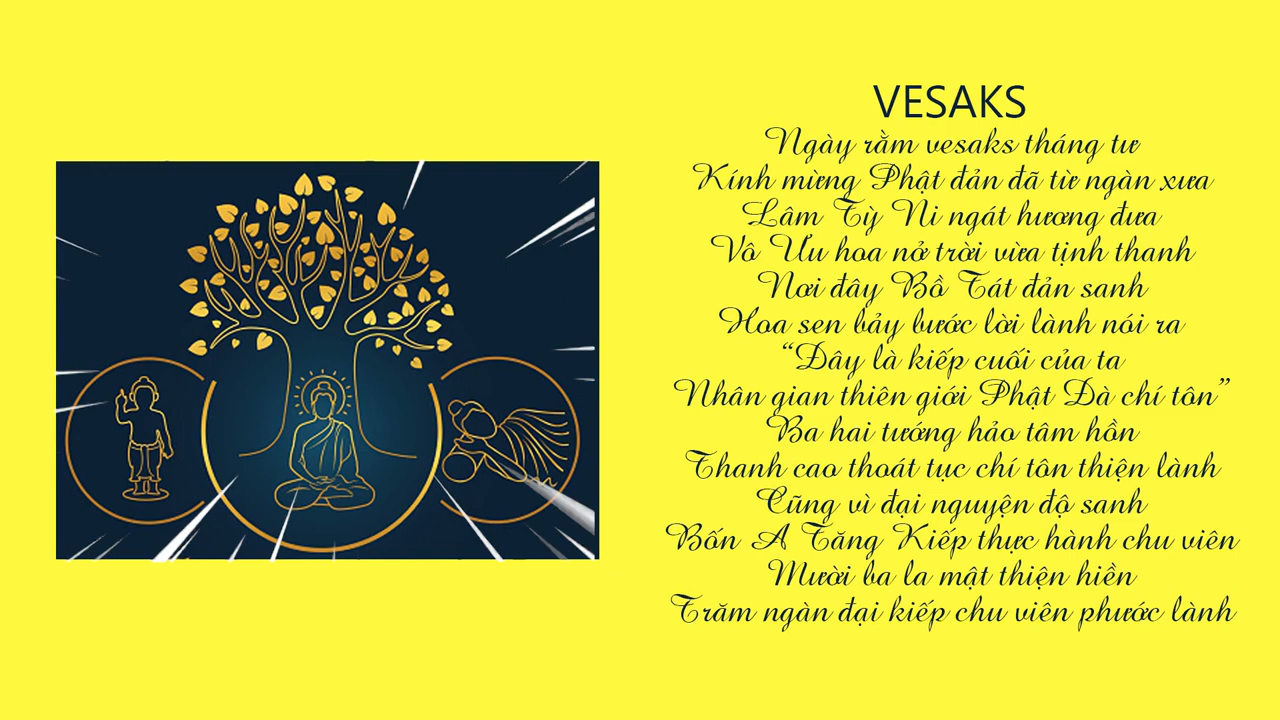 VESAKS
Ngày rằm vesaks tháng tư
Kính mừng Phật đản đã từ ngàn xưa
Lâm Tỳ Ni ngát hương đưa
Vô Ưu hoa nở trời vừa tịnh thanh
Nơi đây Bồ Tát đản sanh
Hoa sen bảy bước lời lành nói ra
“Đây là kiếp cuối của ta
Nhân gian thiên giới Phật Đà chí tôn”
Ba hai tướng hảo tâm hồn
Thanh cao thoát tục chí tôn thiện lành
Cũng vì đại nguyện độ sanh
Bốn A Tăng Kiếp thực hành chu viên
Mười ba la mật thiện hiền
Trăm ngàn đại kiếp chu viên phước lành